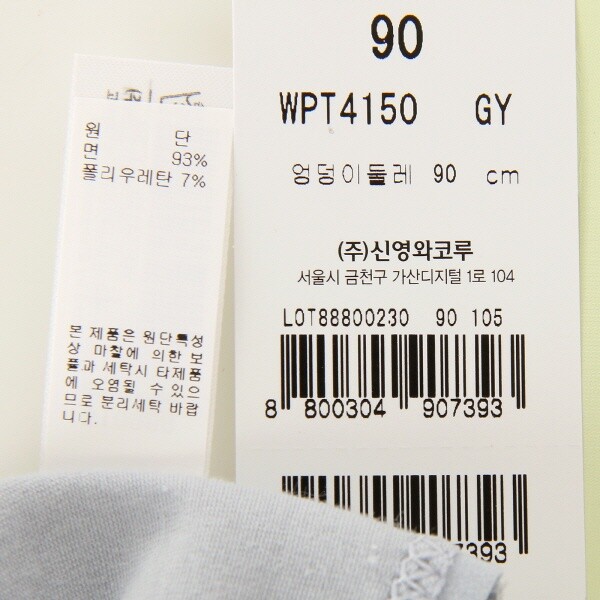 90
WPT4150 GY
엉덩이둘레 90 cm
(주)신영와코루
서울시 금천구 가산디지털 1로 104
LOT88800230 90 105
8 800304 907393
7393
원 단
면 93%
폴리우레탄 7%
본 제품은 원단특성
상 마찰에 의한 보
풀과 세탁시 타제품
에 오염될 수 있으
므로 분리세탁 바랍
니다.